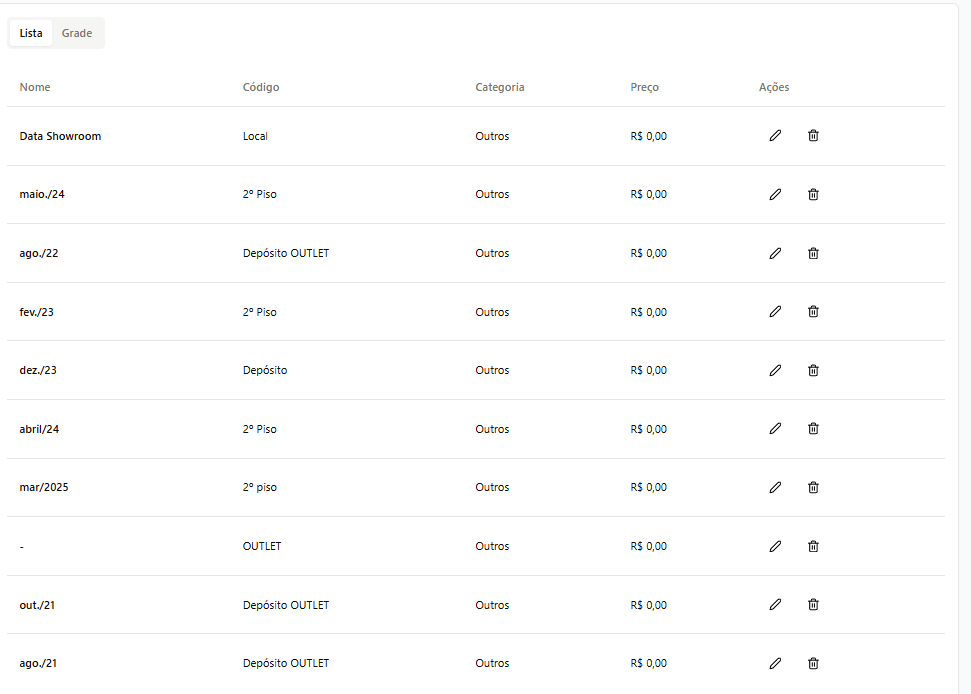 Lista Grade
Nome Código Categoria Preço Ações
Data Showroom Local Outros R$ 0,00
maio./24 2º Piso Outros R$ 0,00
ago./22 Depósito OUTLET Outros R$ 0,00
fev./23 2º Piso Outros R$ 0,00
dez./23 Depósito Outros R$ 0,00
abril/24 2º Piso Outros R$ 0,00
mar/2025 2º piso Outros R$ 0,00
- OUTLET Outros R$ 0,00
out./21 Depósito OUTLET Outros R$ 0,00
ago./21 Depósito OUTLET Outros R$ 0,00